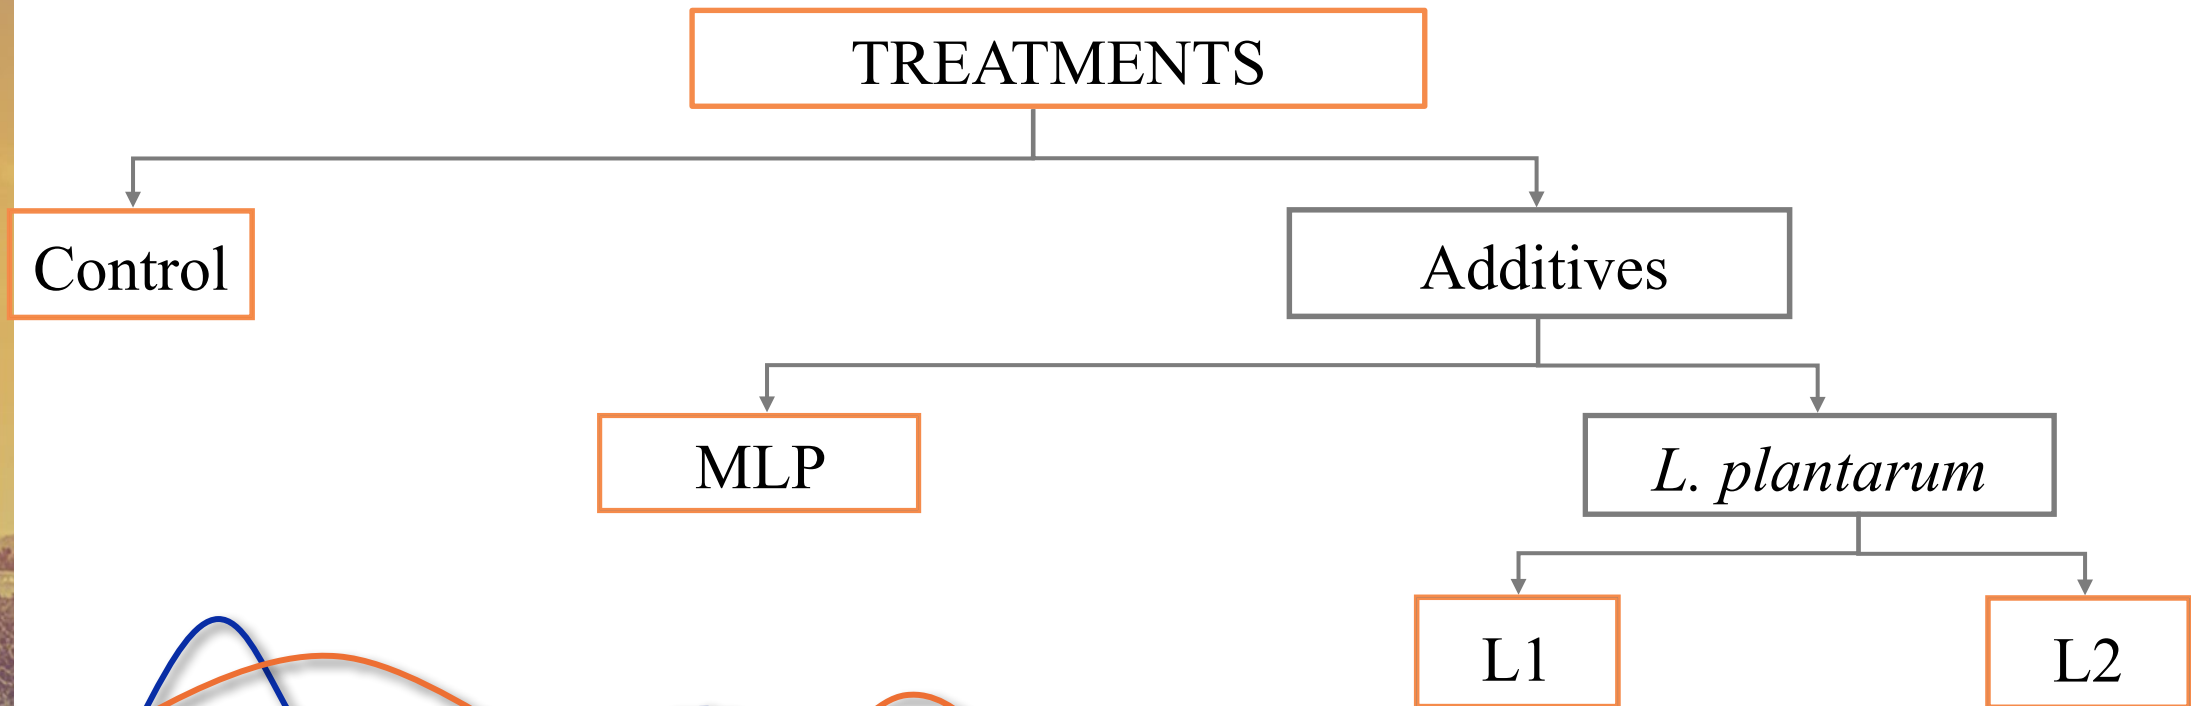 TREATMENTS
Control
Additives
MLP
L. plantarum
L1
L2